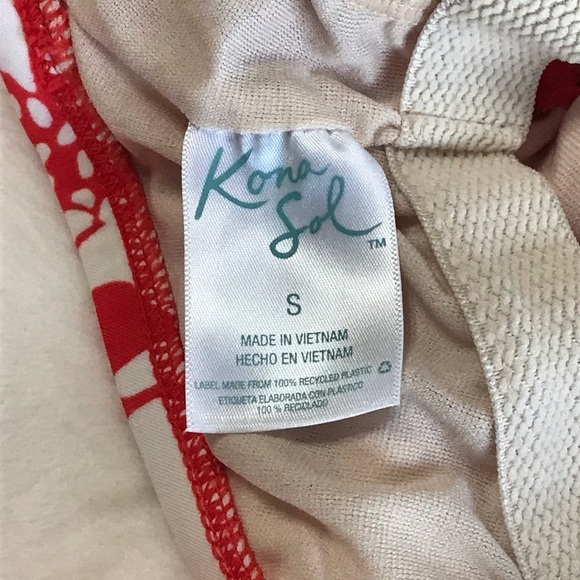 Kona
Sol
TM
S
MADE IN VIETNAM
HECHO EN VIETNAM
LABEL MADE FROM 100% RECYCLED PLASTIC
ETIQUETA ELABORADA CON PLASTICO
100% RECICLADO